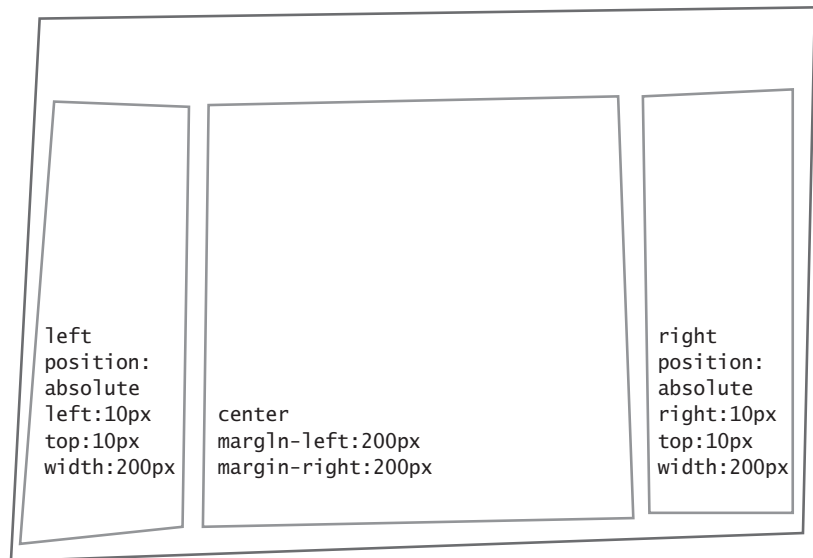 left
position:
absolute
left:10px
top:10px
width:200px
center
margln-left:200px
margin-right:200px
right
position:
absolute
right:10px
top:10px
width:200px